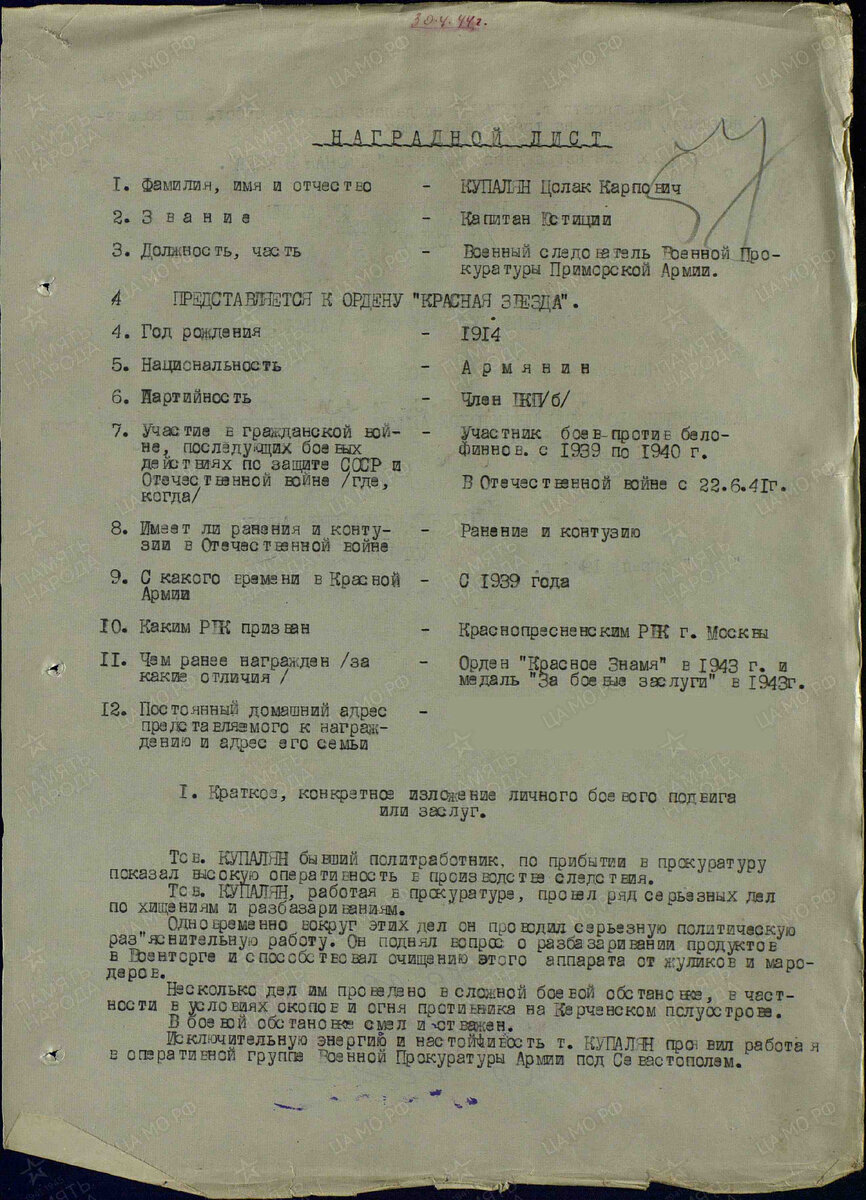 30.4.44г.
НАГРАДНОЙ ЛИСТ
1. Фамилия, имя и отчество - КУПАЛЯН Цолак Карпович
2. Звание - Капитан Юстиции
3. Должность, часть - Военный следователь Военной Про-
куратуры Приморской Армии.
4 ПРЕДСТАВЛЯЕТСЯ К ОРДЕНУ "КРАСНАЯ ЗВЕЗДА".
4. Год рождения - 1914
5. Национальность - Армянин
6. Партийность - Член ВКП/б/
7. Участие в гражданской вой- - Участник боев против бело-
не, последующих боевых финнов. с 1939 по 1940 г.
действиях по защите СССР и
Отечественной войне /где, В Отечественной войне с 22.6.41г.
когда/
8. Имеет ли ранения и конту- - Ранение и контузию
зии в Отечественной войне
9. С какого времени в Красной - С 1939 года
Армии
10. Каким РВК призван - Краснопресненским РВК г. Москвы
11. Чем ранее награжден /за - Орден "Красное Знамя" в 1943 г. и
какие отличия / медаль "За боевые заслуги" в 1943г.
12. Постоянный домашний адрес -
представляемого к награж-
дению и адрес его семьи
I. Краткое, конкретное изложение личного боевого подвига
или заслуг.
Тов. КУПАЛЯН бывший политработник, по прибытии в прокуратуру
показал высокую оперативность в производстве следствия.
Тов. КУПАЛЯН, работая в прокуратуре, провел ряд серьезных дел
по хищениям и разбазариваниям.
Одновременно вокруг этих дел он проводил серьезную политическую
раз"яснительную работу. Он поднял вопрос о разбазаривании продуктов
в Военторге и способствовал очищению этого аппарата от жуликов и маро-
деров.
Несколько дел им проведено в сложной боевой обстановке, в част-
ности в условиях окопов и огня противника на Керченском полуострове.
В боевой обстановке смел и отважен.
Исключительную энергию и настойчивость т. КУПАЛЯН проявил работая
в оперативной группе Военной Прокуратуры Армии под Севастополем.